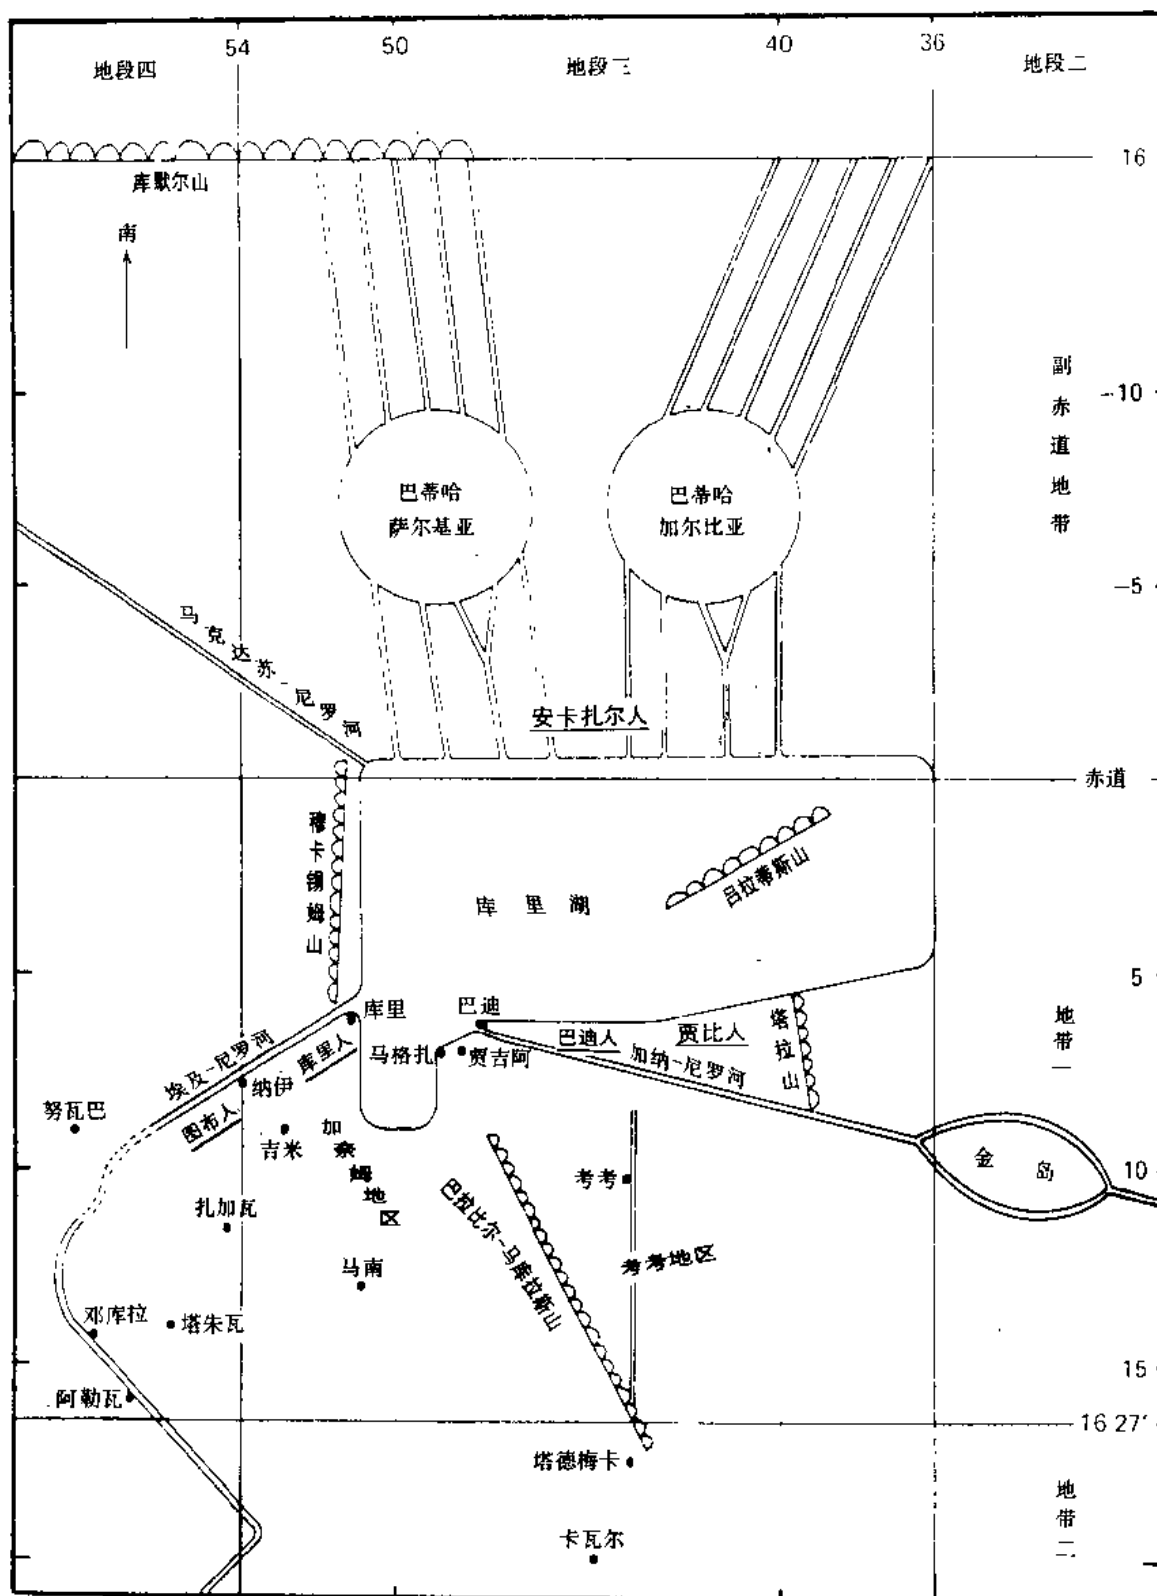 54
50
40
36
地段四
地段三
地段二
16
库默尔山
南
副赤道地带
-10
巴蒂哈
萨尔基亚
巴蒂哈
加尔比亚
-5
马克达苏-尼罗河
安卡扎尔人
赤道
穆卡锡姆山
吕拉蒂斯山
库里湖
5
库里
巴迪
巴迪人
贾比人
塔拉山
地带一
埃及-尼罗河
库里人
马格扎
贾吉阿
加纳-尼罗河
纳伊
努瓦巴
图布人
吉米
加奈姆地区
金岛
10
考考
扎加瓦
巴拉比尔-马库拉斯山
考考地区
马南
邓库拉
塔朱瓦
15
阿勒瓦
16 27'
塔德梅卡
地带二
卡瓦尔